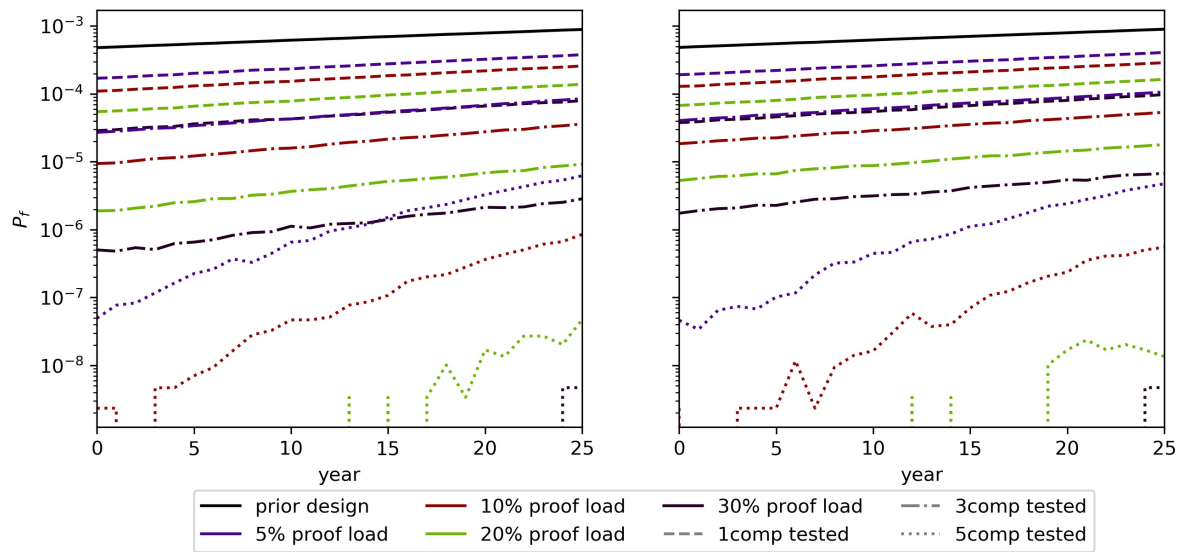 10⁻³
10⁻⁴
10⁻⁵
P_f
10⁻⁶
10⁻⁷
10⁻⁸
0 5 10 15 20 25
year
0 5 10 15 20 25
year
prior design 10% proof load 30% proof load 3comp tested
5% proof load 20% proof load 1comp tested 5comp tested